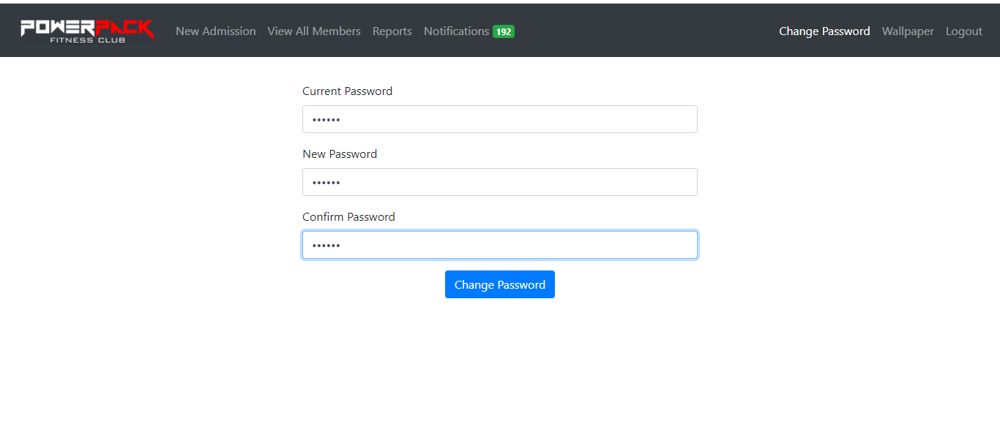 POWERPACK
FITNESS CLUB
New Admission View All Members Reports Notifications 192 Change Password Wallpaper Logout
Current Password
••••••
New Password
••••••
Confirm Password
••••••
Change Password